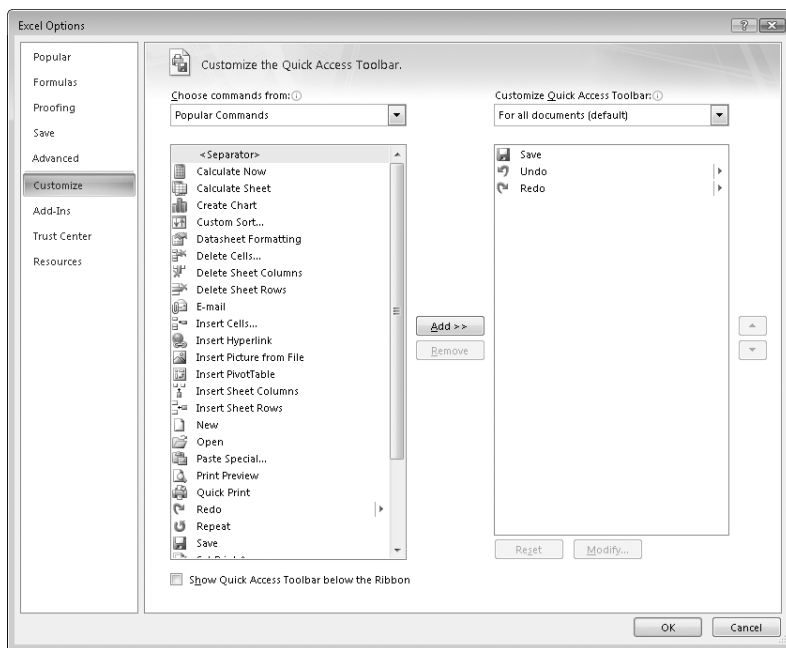 Excel Options
Popular
Formulas
Proofing
Save
Advanced
Customize
Add-Ins
Trust Center
Resources
Customize the Quick Access Toolbar.
Choose commands from:
Popular Commands
<Separator>
Calculate Now
Calculate Sheet
Create Chart
Custom Sort...
Datasheet Formatting
Delete Cells...
Delete Sheet Columns
Delete Sheet Rows
E-mail
Insert Cells...
Insert Hyperlink
Insert Picture from File
Insert PivotTable
Insert Sheet Columns
Insert Sheet Rows
New
Open
Paste Special...
Print Preview
Quick Print
Redo
Repeat
Save
Show Quick Access Toolbar below the Ribbon
Add >>
Remove
Customize Quick Access Toolbar:
For all documents (default)
Save
Undo
Redo
Reset
Modify...
OK
Cancel